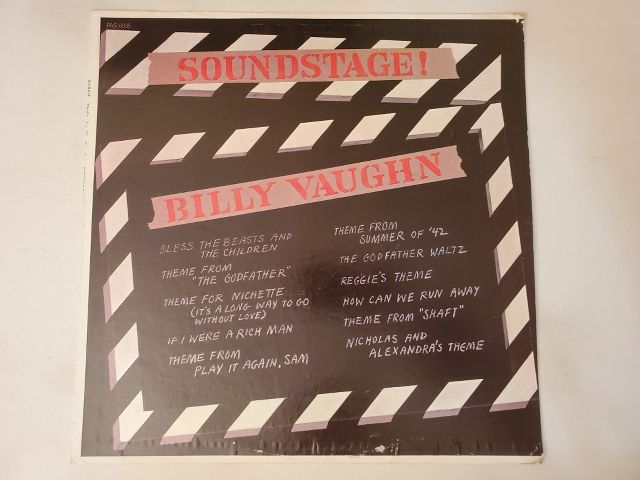 PAS 6035
SOUNDSTAGE!
BILLY VAUGHN
BLESS THE BEASTS AND
THE CHILDREN
THEME FROM
"THE GODFATHER"
THEME FOR NICHETTE
(IT'S A LONG WAY TO GO
WITHOUT LOVE)
IF I WERE A RICH MAN
THEME FROM
PLAY IT AGAIN, SAM
THEME FROM
SUMMER OF '42
THE GODFATHER WALTZ
REGGIE'S THEME
HOW CAN WE RUN AWAY
THEME FROM "SHAFT"
NICHOLAS AND
ALEXANDRA'S THEME